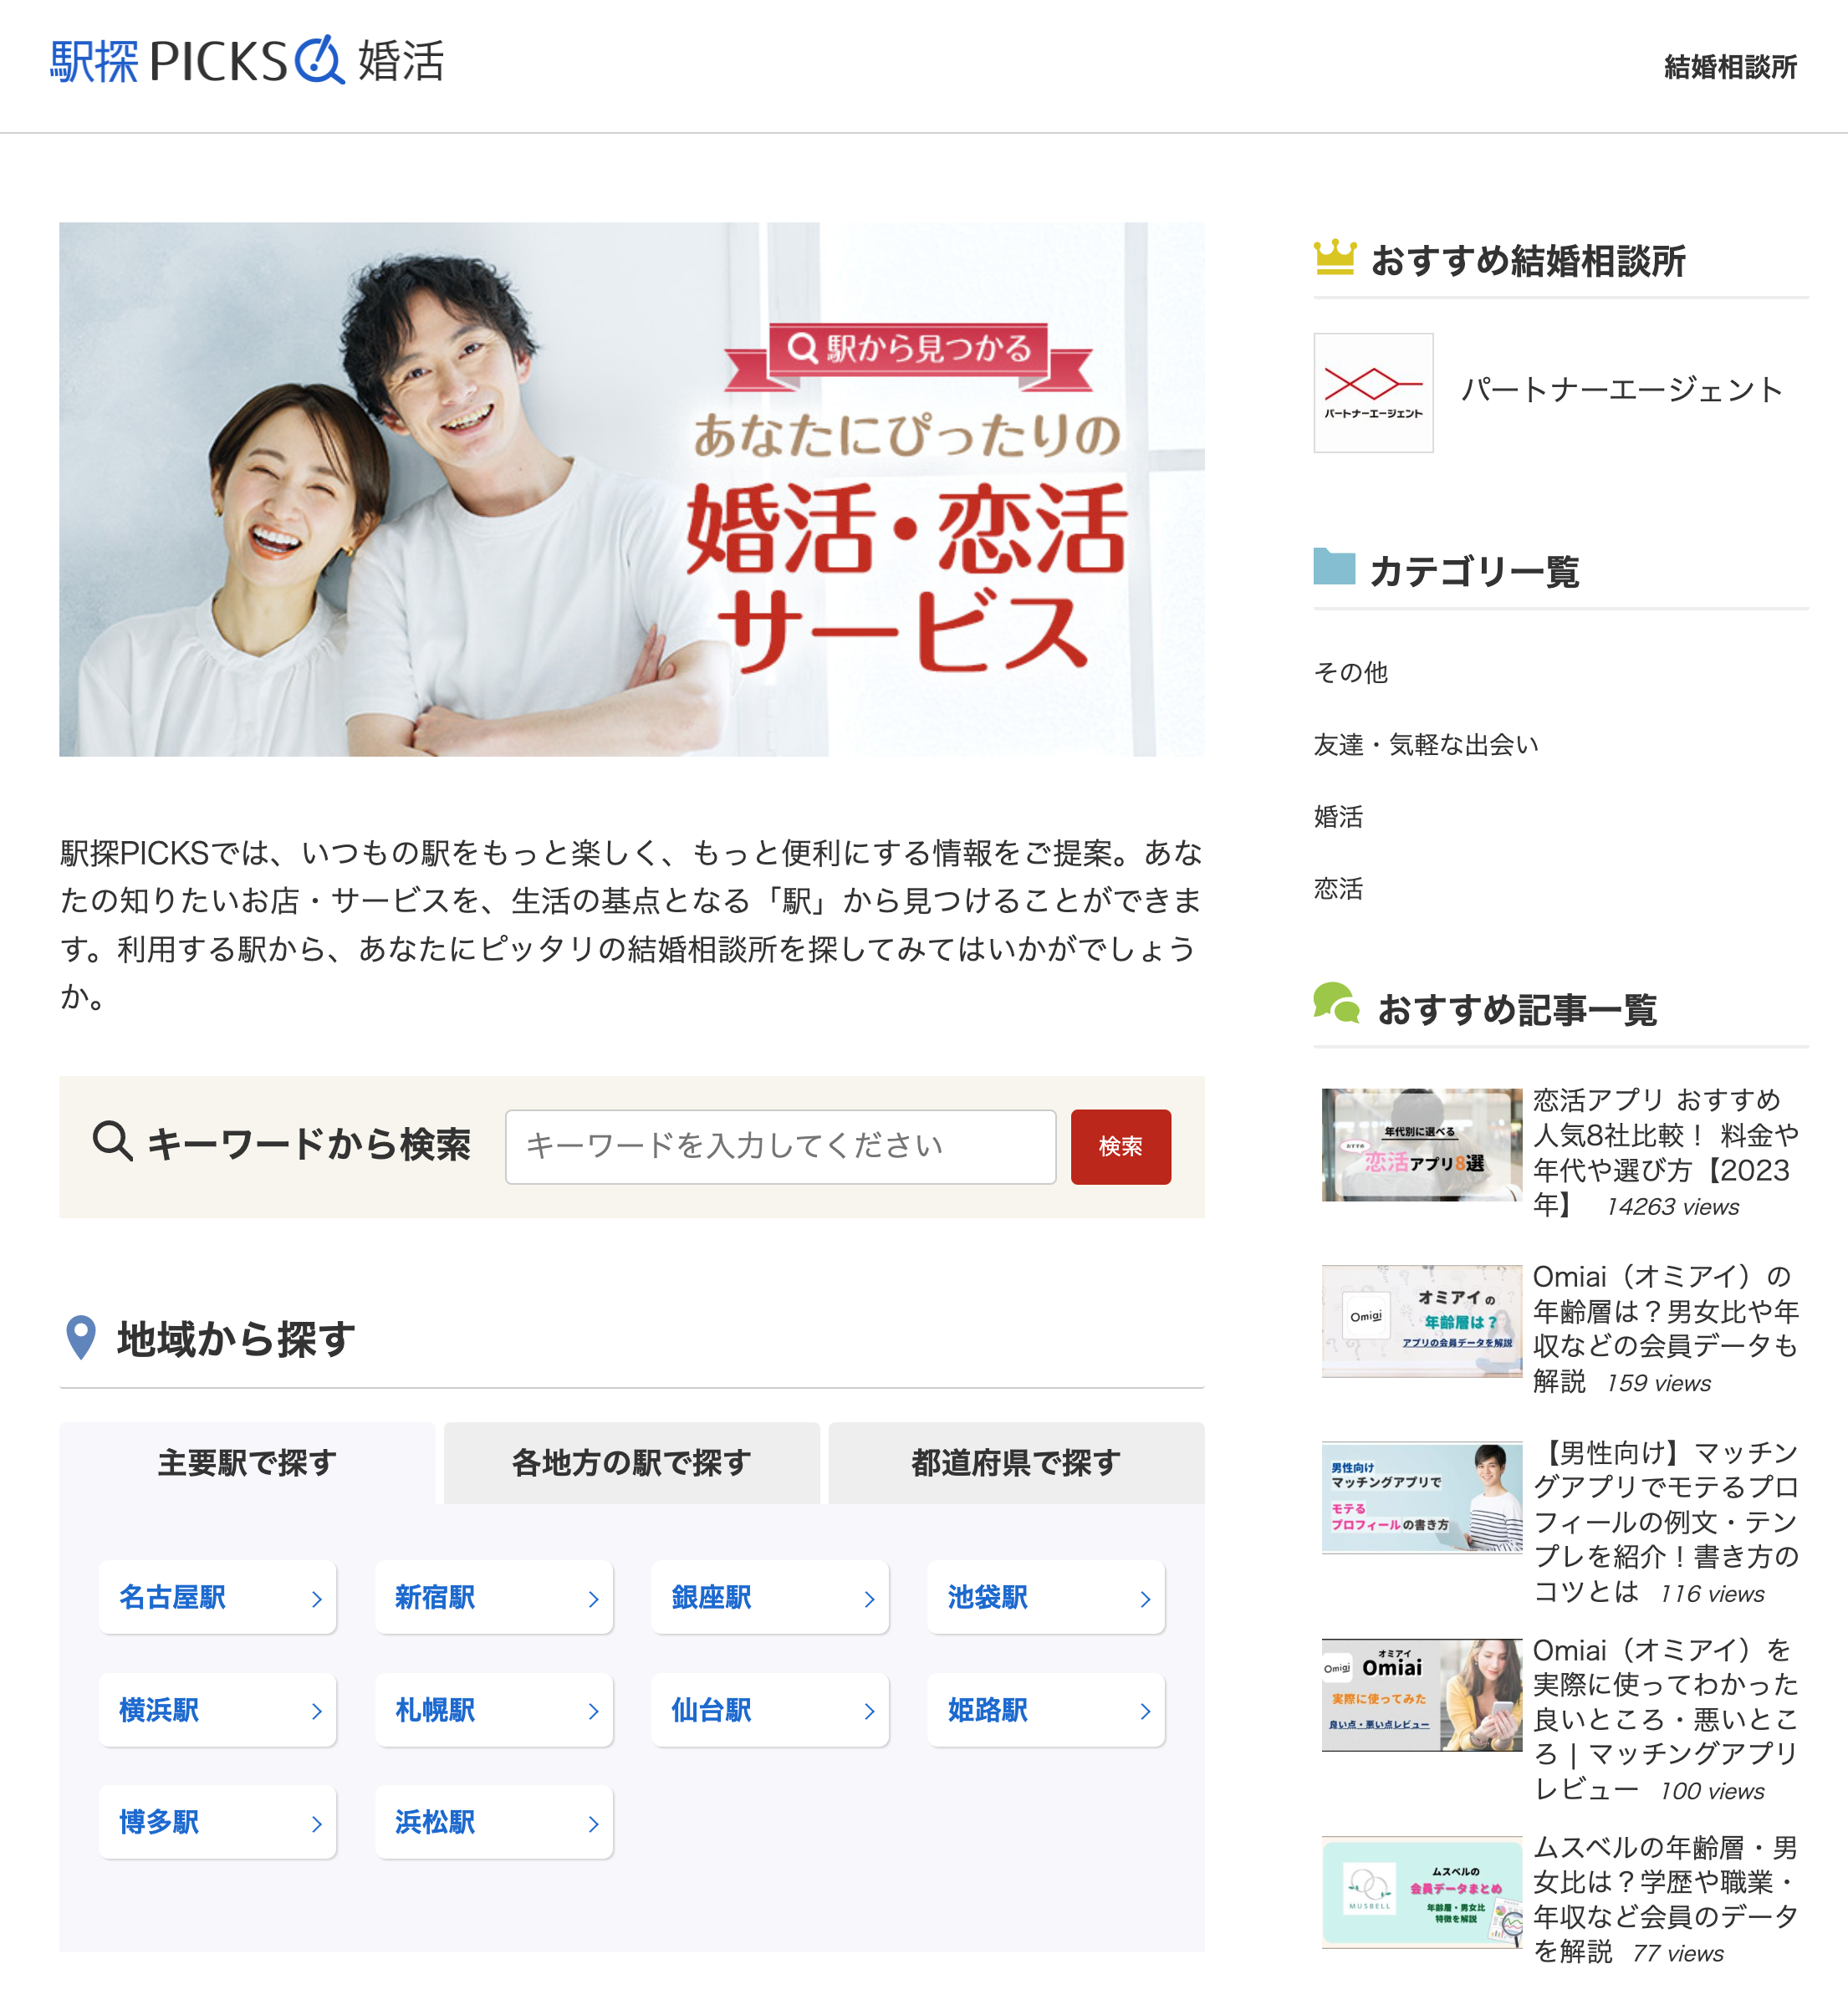 駅探 PICKS 婚活
結婚相談所
駅から見つかる
あなたにぴったりの
婚活・恋活
サービス
駅探PICKSでは、いつもの駅をもっと楽しく、もっと便利にする情報をご提案。あな
たの知りたいお店・サービスを、生活の基点となる「駅」から見つけることができま
す。利用する駅から、あなたにピッタリの結婚相談所を探してみてはいかがでしょう
か。
キーワードから検索
キーワードを入力してください
検索
地域から探す
主要駅で探す
各地方の駅で探す
都道府県で探す
名古屋駅
新宿駅
銀座駅
池袋駅
横浜駅
札幌駅
仙台駅
姫路駅
博多駅
浜松駅
おすすめ結婚相談所
パートナーエージェント
パートナーエージェント
カテゴリ一覧
その他
友達・気軽な出会い
婚活
恋活
おすすめ記事一覧
年代別に選べる
おすすめ
恋活アプリ8選
恋活アプリ おすすめ
人気8社比較！ 料金や
年代や選び方【2023
年】 14263 views
Omiai
オミアイの
年齢層は？
アプリの会員データを解説
Omiai（オミアイ）の
年齢層は？男女比や年
収などの会員データも
解説 159 views
男性向け
マッチングアプリで
モテる
プロフィールの書き方
【男性向け】マッチン
グアプリでモテるプロ
フィールの例文・テン
プレを紹介！書き方の
コツとは 116 views
オミアイ
Omiai Omiai
実際に使ってみた
良い点・悪い点レビュー
Omiai（オミアイ）を
実際に使ってわかった
良いところ・悪いとこ
ろ | マッチングアプリ
レビュー 100 views
MUSBELL
ムスベルの
会員データまとめ
年齢層・男女比
特徴を解説
ムスベルの年齢層・男
女比は？学歴や職業・
年収など会員のデータ
を解説 77 views